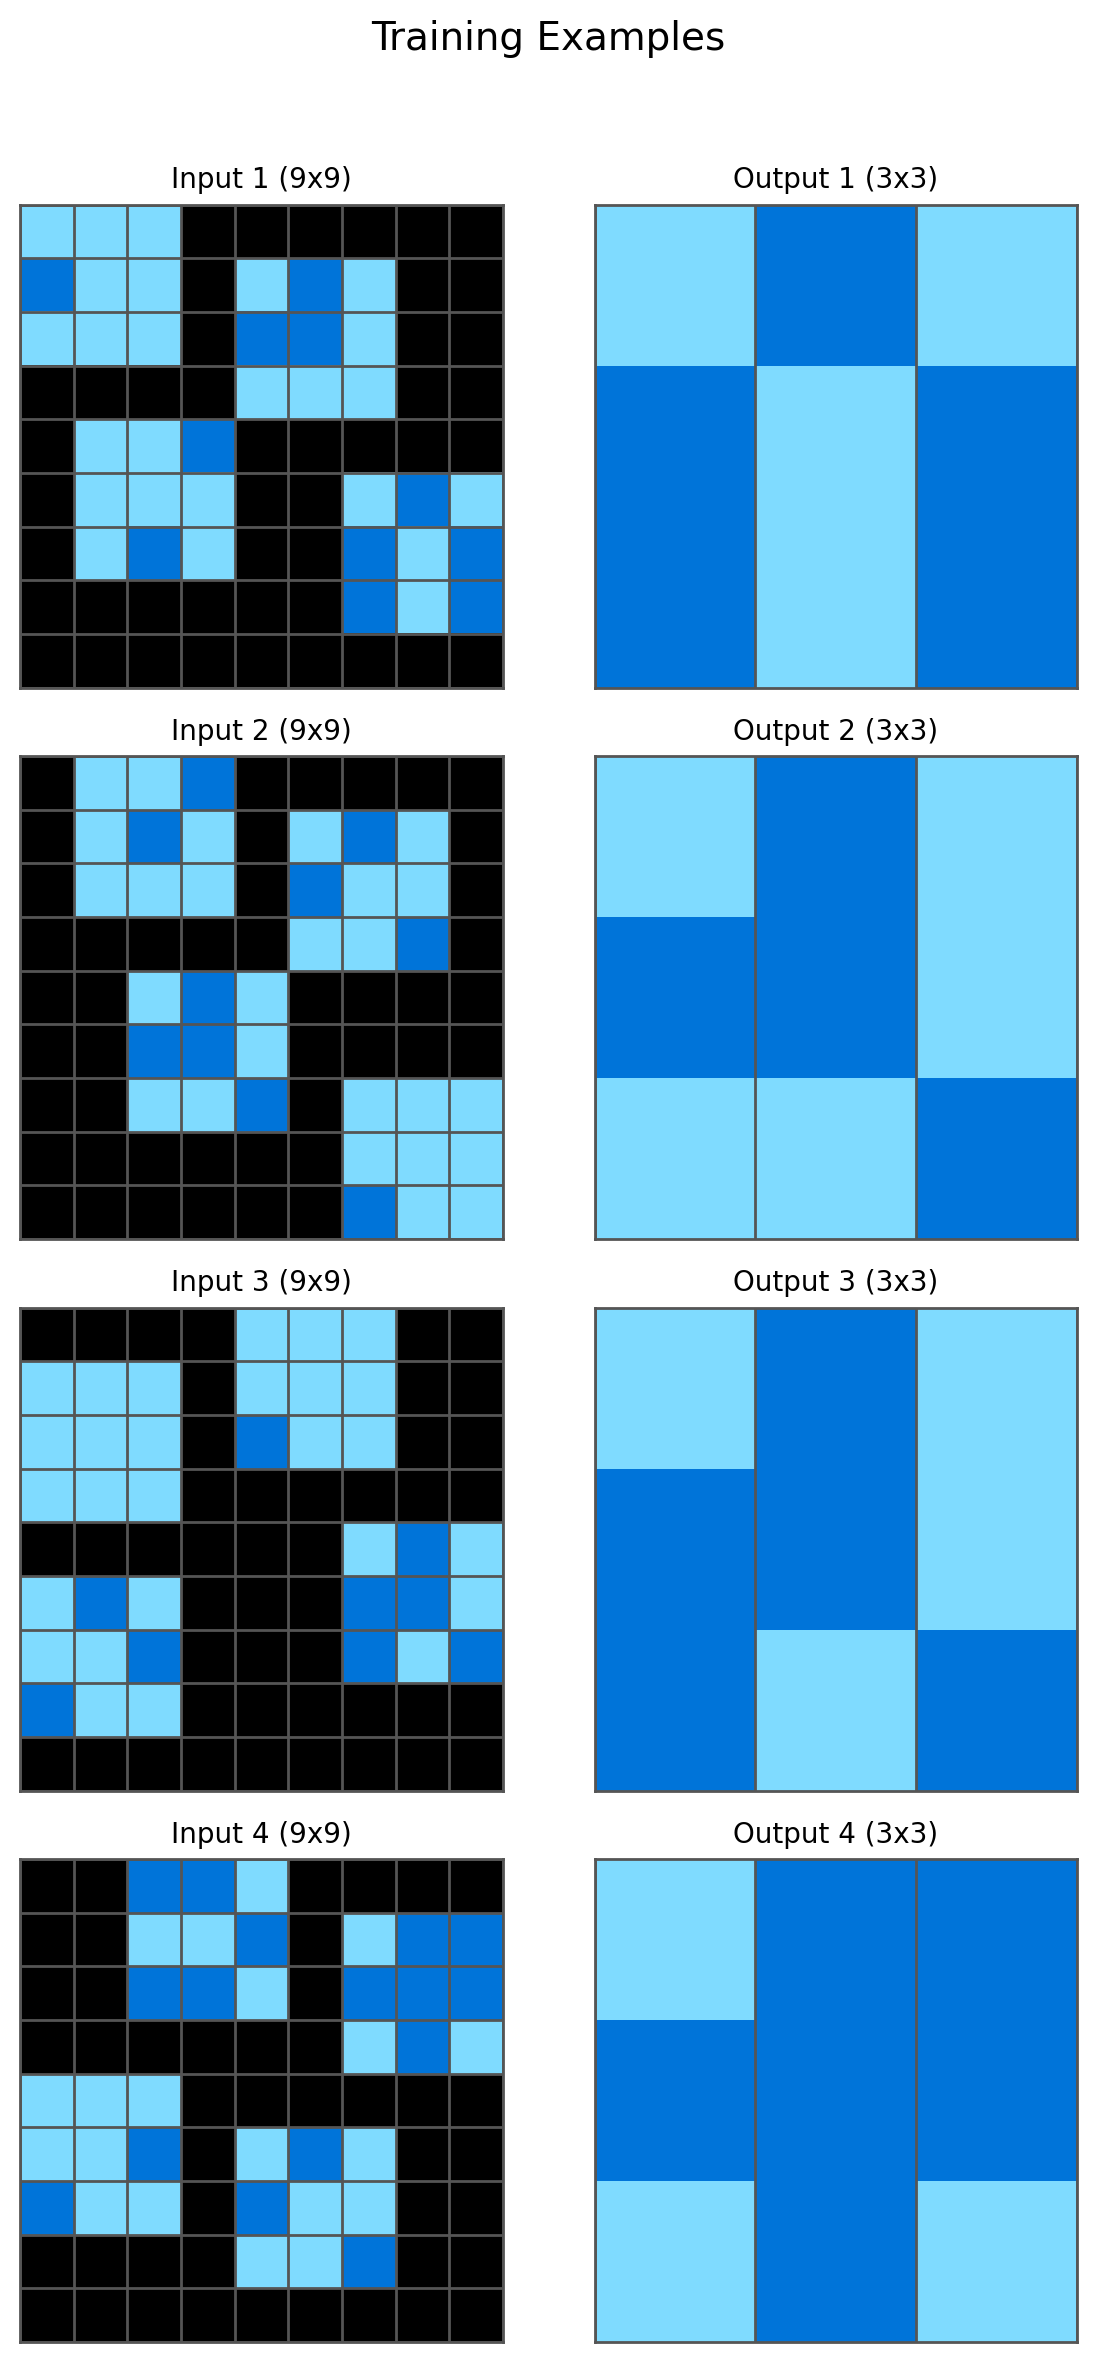 Training Examples
Input 1 (9x9)
Output 1 (3x3)
Input 2 (9x9)
Output 2 (3x3)
Input 3 (9x9)
Output 3 (3x3)
Input 4 (9x9)
Output 4 (3x3)